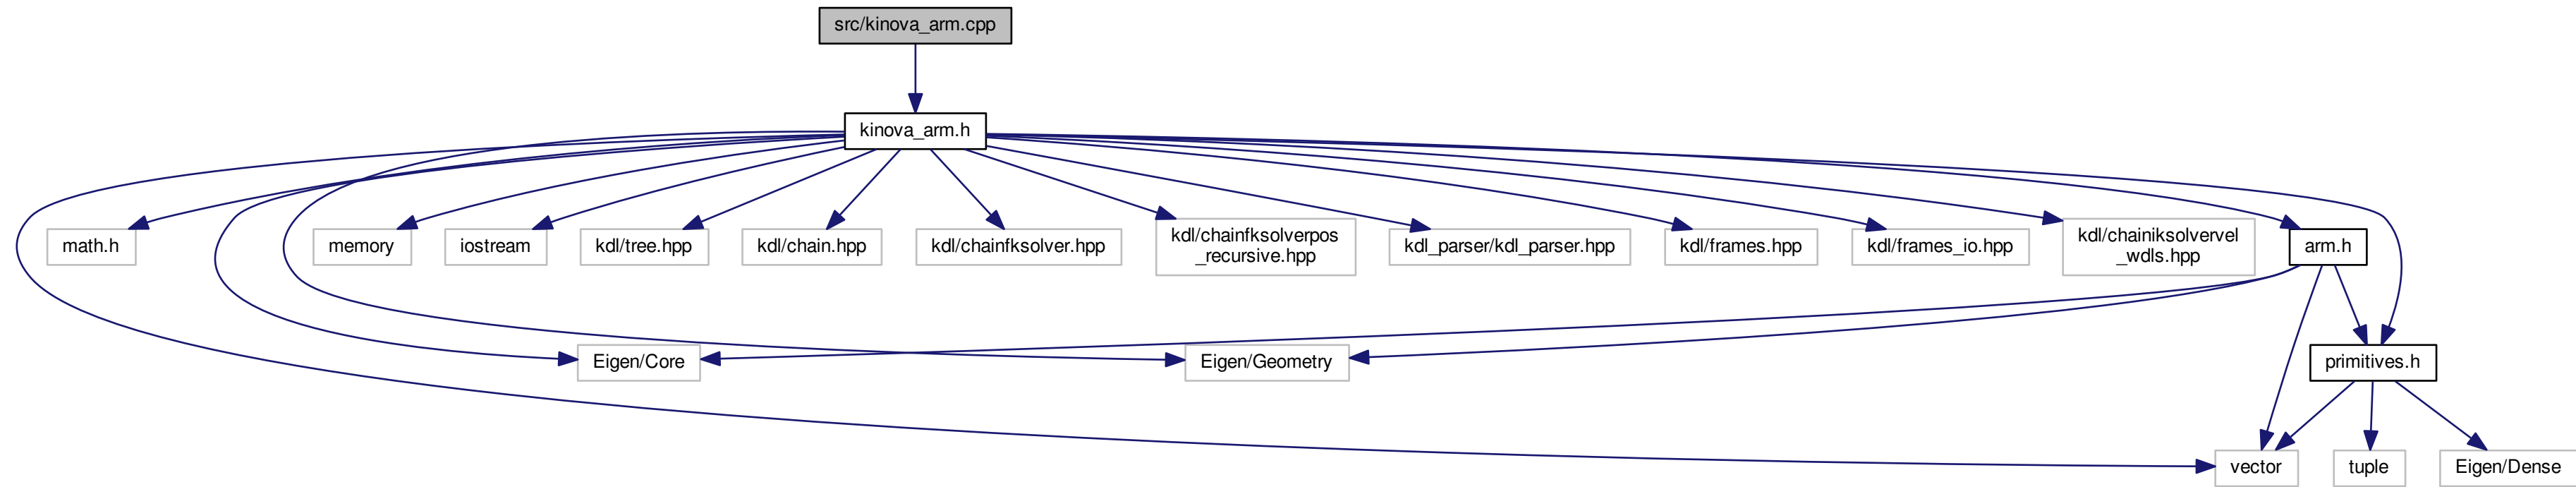 src/kinova_arm.cpp
kinova_arm.h
math.h
memory
iostream
kdl/tree.hpp
kdl/chain.hpp
kdl/chainfksolver.hpp
kdl/chainfksolverpos
_recursive.hpp
kdl_parser/kdl_parser.hpp
kdl/frames.hpp
kdl/frames_io.hpp
kdl/chainiksolvervel
_wdls.hpp
arm.h
Eigen/Core
Eigen/Geometry
primitives.h
vector
tuple
Eigen/Dense